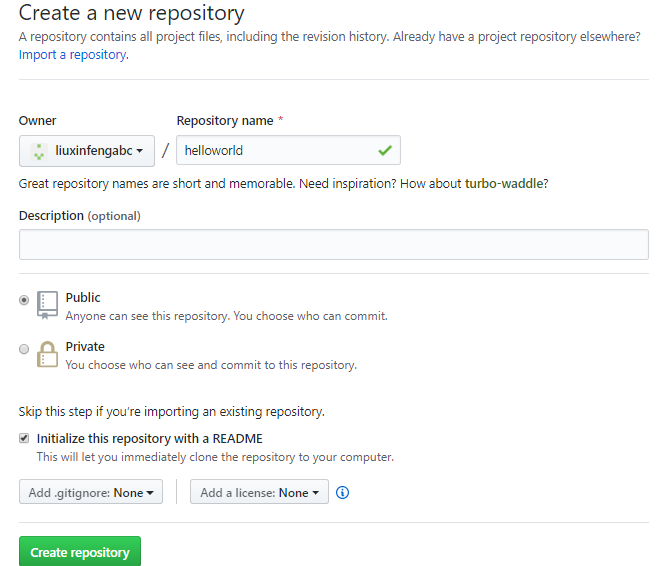 Create a new repository
A repository contains all project files, including the revision history. Already have a project repository elsewhere?
Import a repository.
Owner Repository name *
liuxinfengabc / helloworld
Great repository names are short and memorable. Need inspiration? How about turbo-waddle?
Description (optional)
Public
Anyone can see this repository. You choose who can commit.
Private
You choose who can see and commit to this repository.
Skip this step if you're importing an existing repository.
Initialize this repository with a README
This will let you immediately clone the repository to your computer.
Add .gitignore: None Add a license: None
Create repository